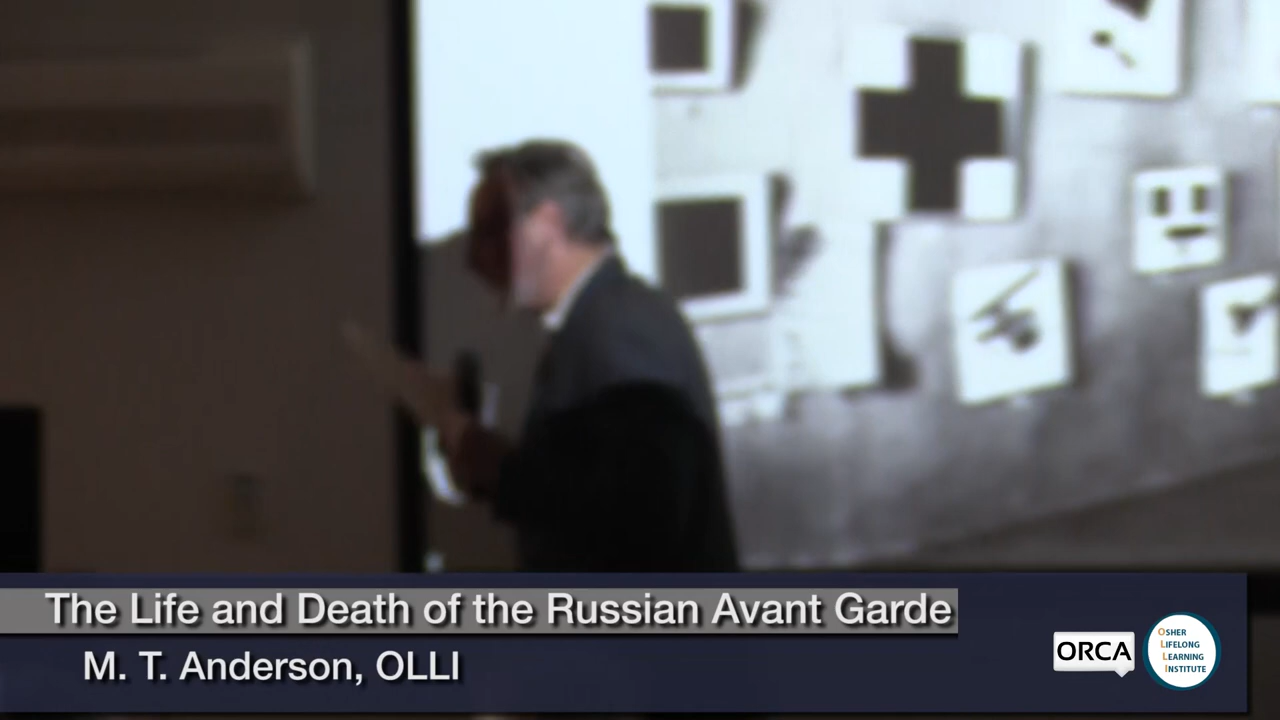 The Life and Death of the Russian Avant Garde
M. T. Anderson, OLLI
ORCA
OSHER
LIFELONG
LEARNING
INSTITUTE